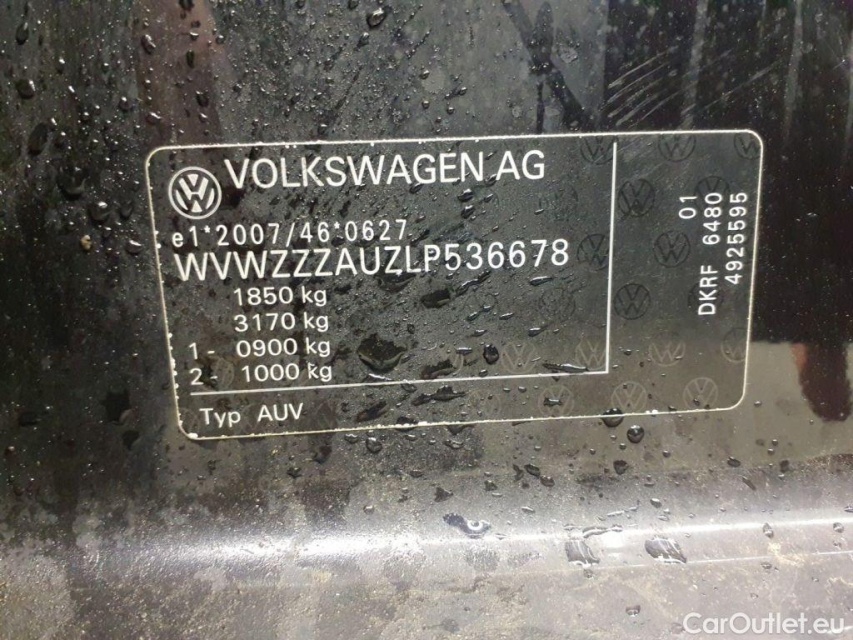 VOLKSWAGEN AG
e1*2007/46*0627
WVWZZZAUZLP536678
1850 kg
3170 kg
1- 0900 kg
2- 1000 kg
Typ AUV
01
DKRF 6480
4925595
CarOutlet.eu